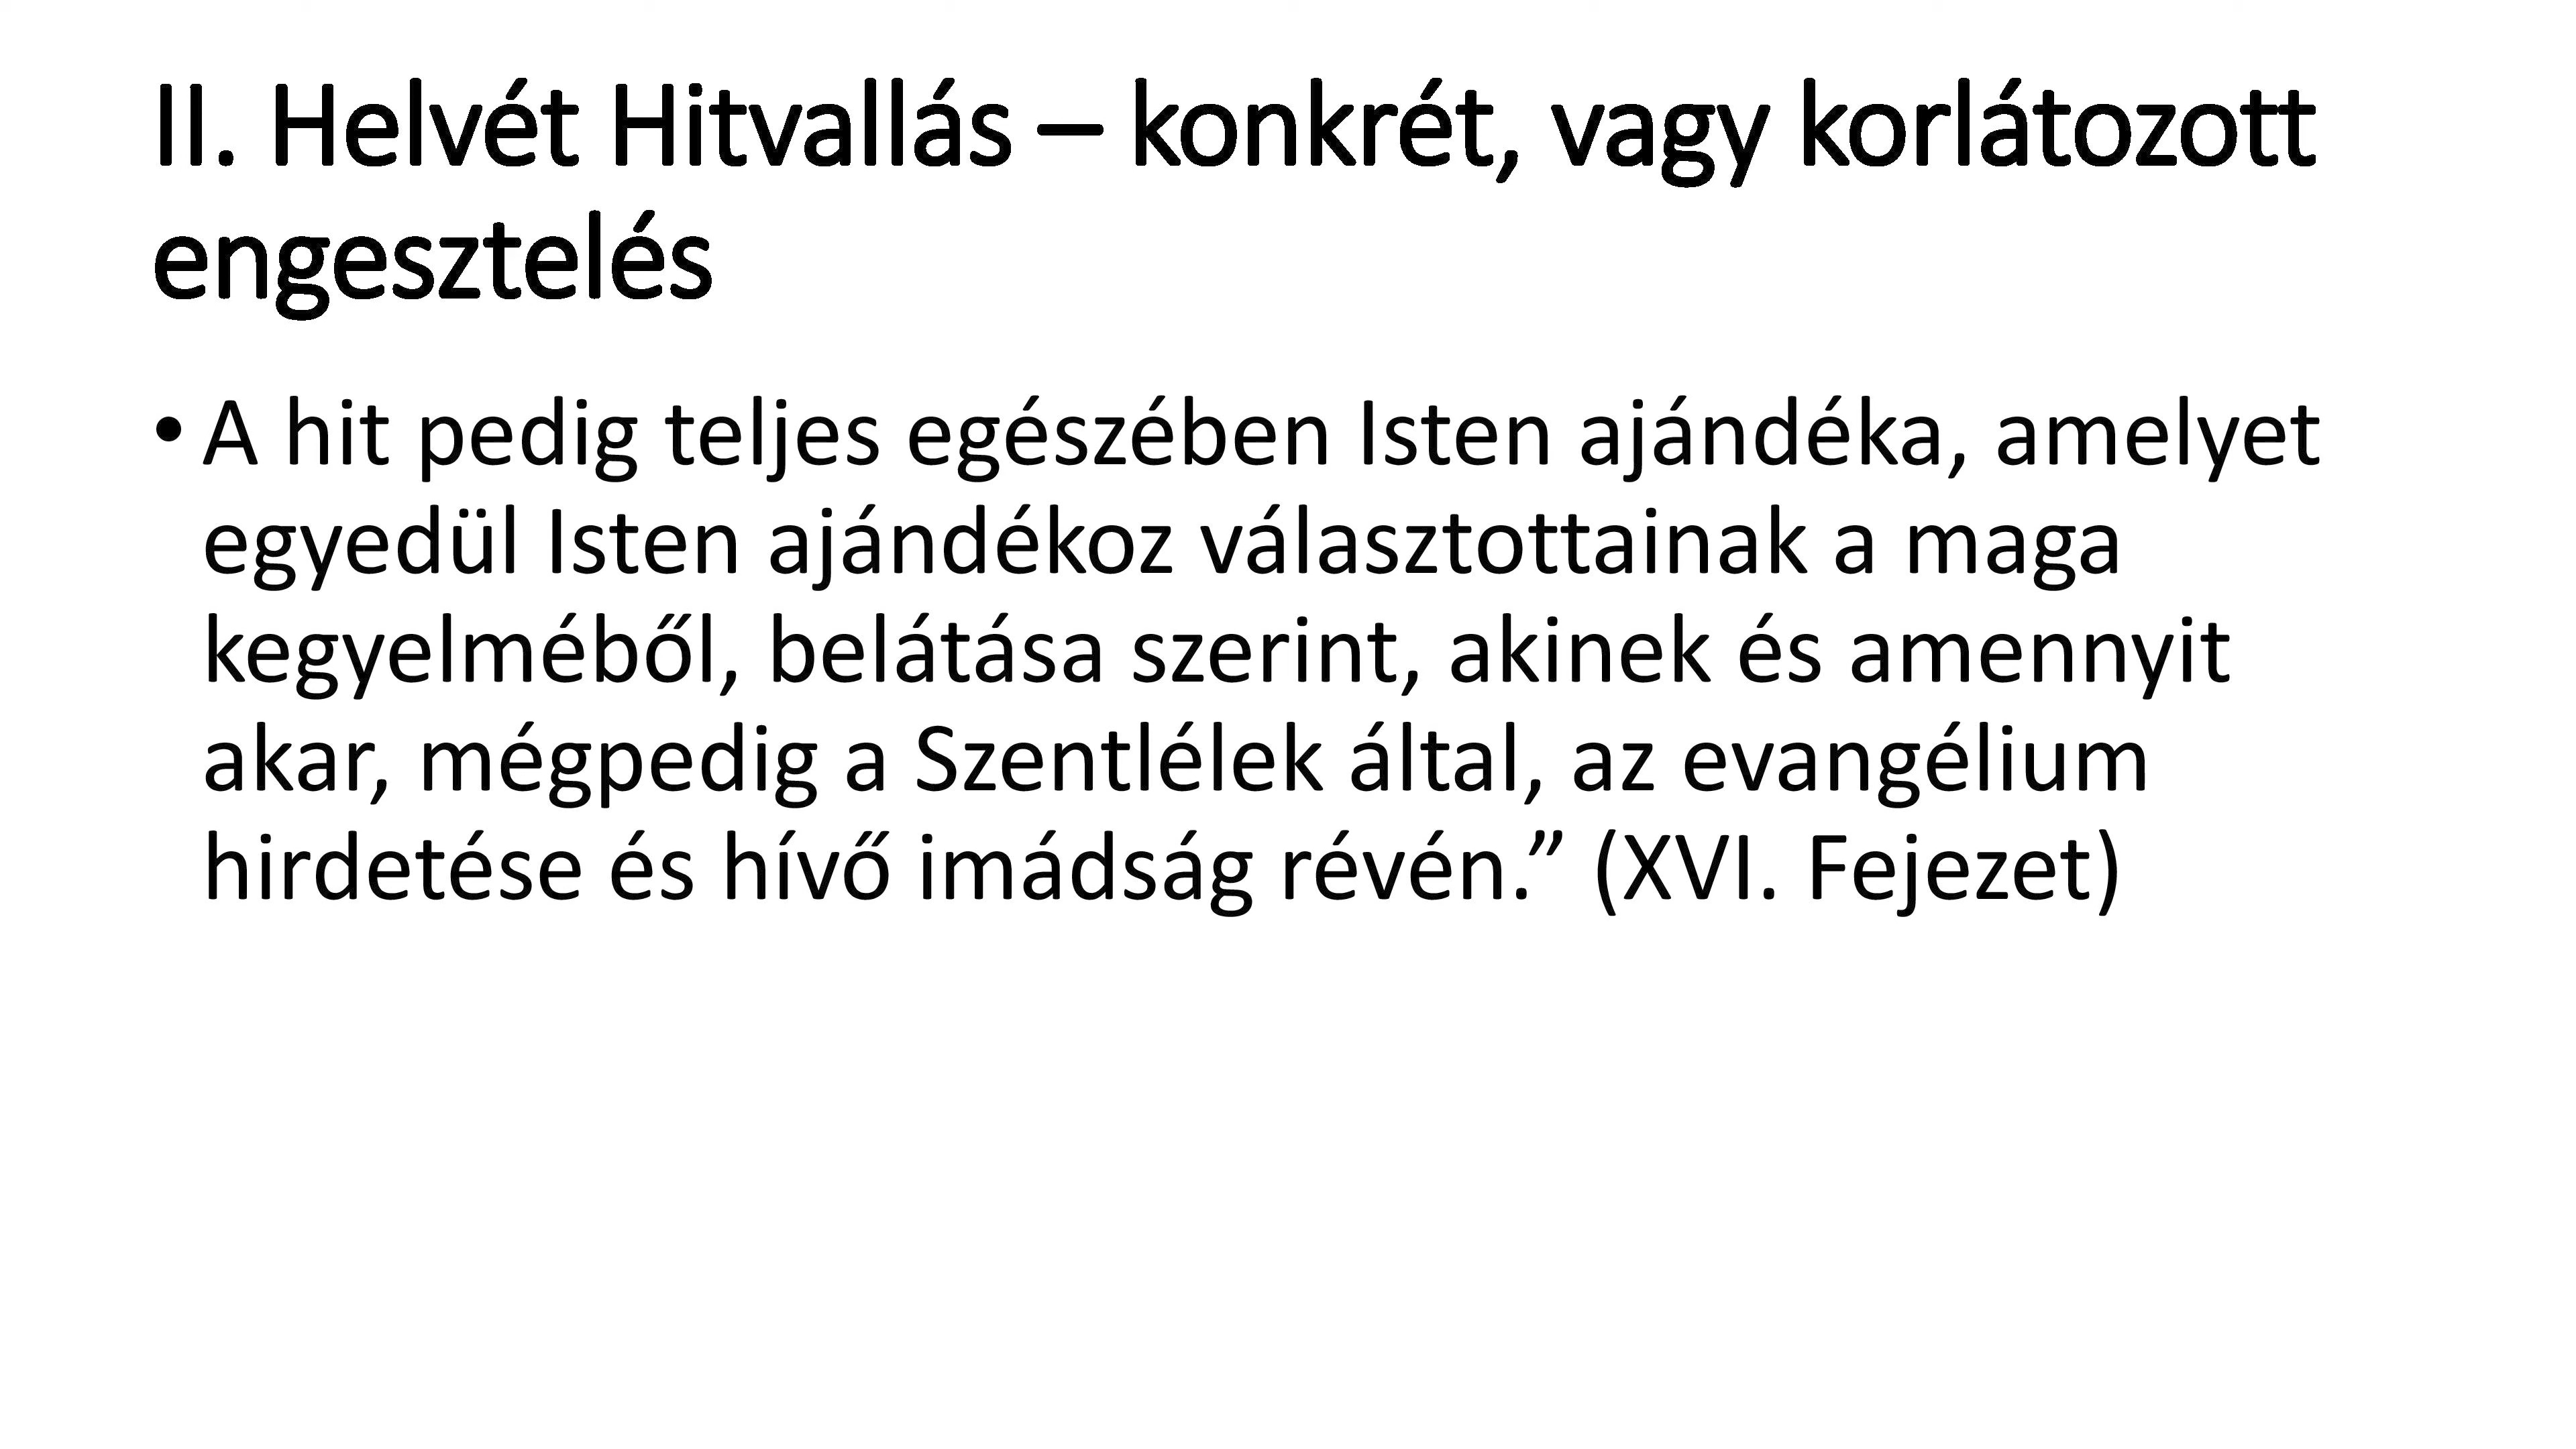 II. Helvét Hitvallás – konkrét, vagy korlátozott
engesztelés
• A hit pedig teljes egészében Isten ajándéka, amelyet
egyedül Isten ajándékoz választottainak a maga
kegyelméből, belátása szerint, akinek és amennyit
akar, mégpedig a Szentlélek által, az evangélium
hirdetése és hívő imádság révén.” (XVI. Fejezet)